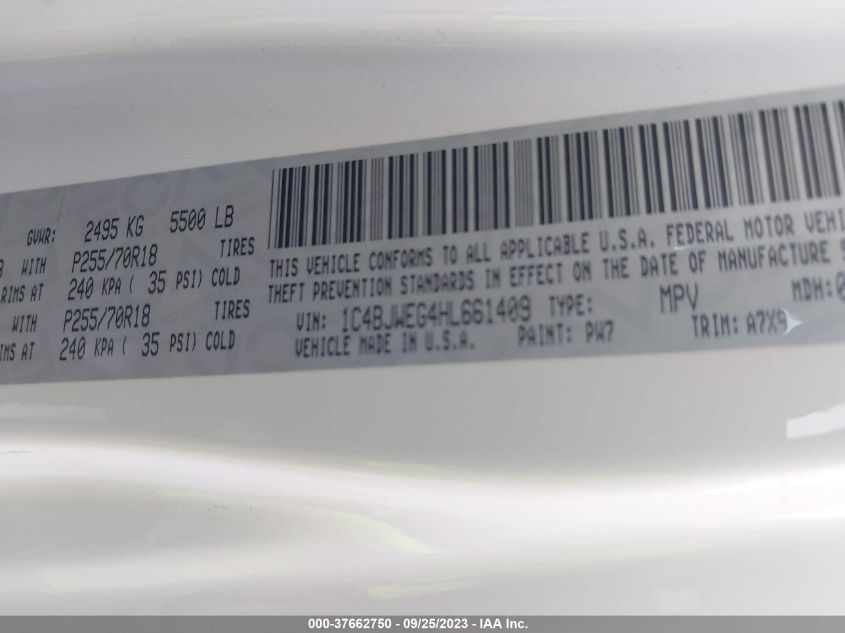 GVWR: 2495 KG 5500 LB
WITH P255/70R18 TIRES
RIMS AT 240 KPA ( 35 PSI) COLD
WITH P255/70R18 TIRES
IMS AT 240 KPA ( 35 PSI) COLD
THIS VEHICLE CONFORMS TO ALL APPLICABLE U.S.A. FEDERAL MOTOR VEHI
THEFT PREVENTION STANDARDS IN EFFECT ON THE DATE OF MANUFACTURE
VIN: 1C4BJWEG4HL661409 TYPE: MPV MDH:0
VEHICLE MADE IN U.S.A. PAINT: PW7 TRIM: A7X9
000-37662750 - 09/25/2023 - IAA Inc.